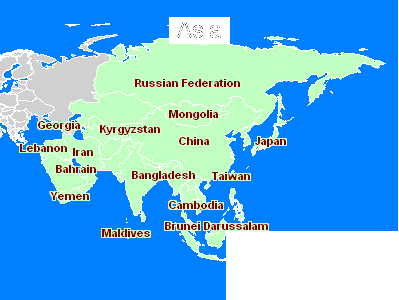 Asia
Russian Federation
Mongolia
Georgia
Kyrgyzstan
China
Japan
Lebanon
Iran
Bahrain
Bangladesh
Taiwan
Yemen
Cambodia
Brunei Darussalam
Maldives